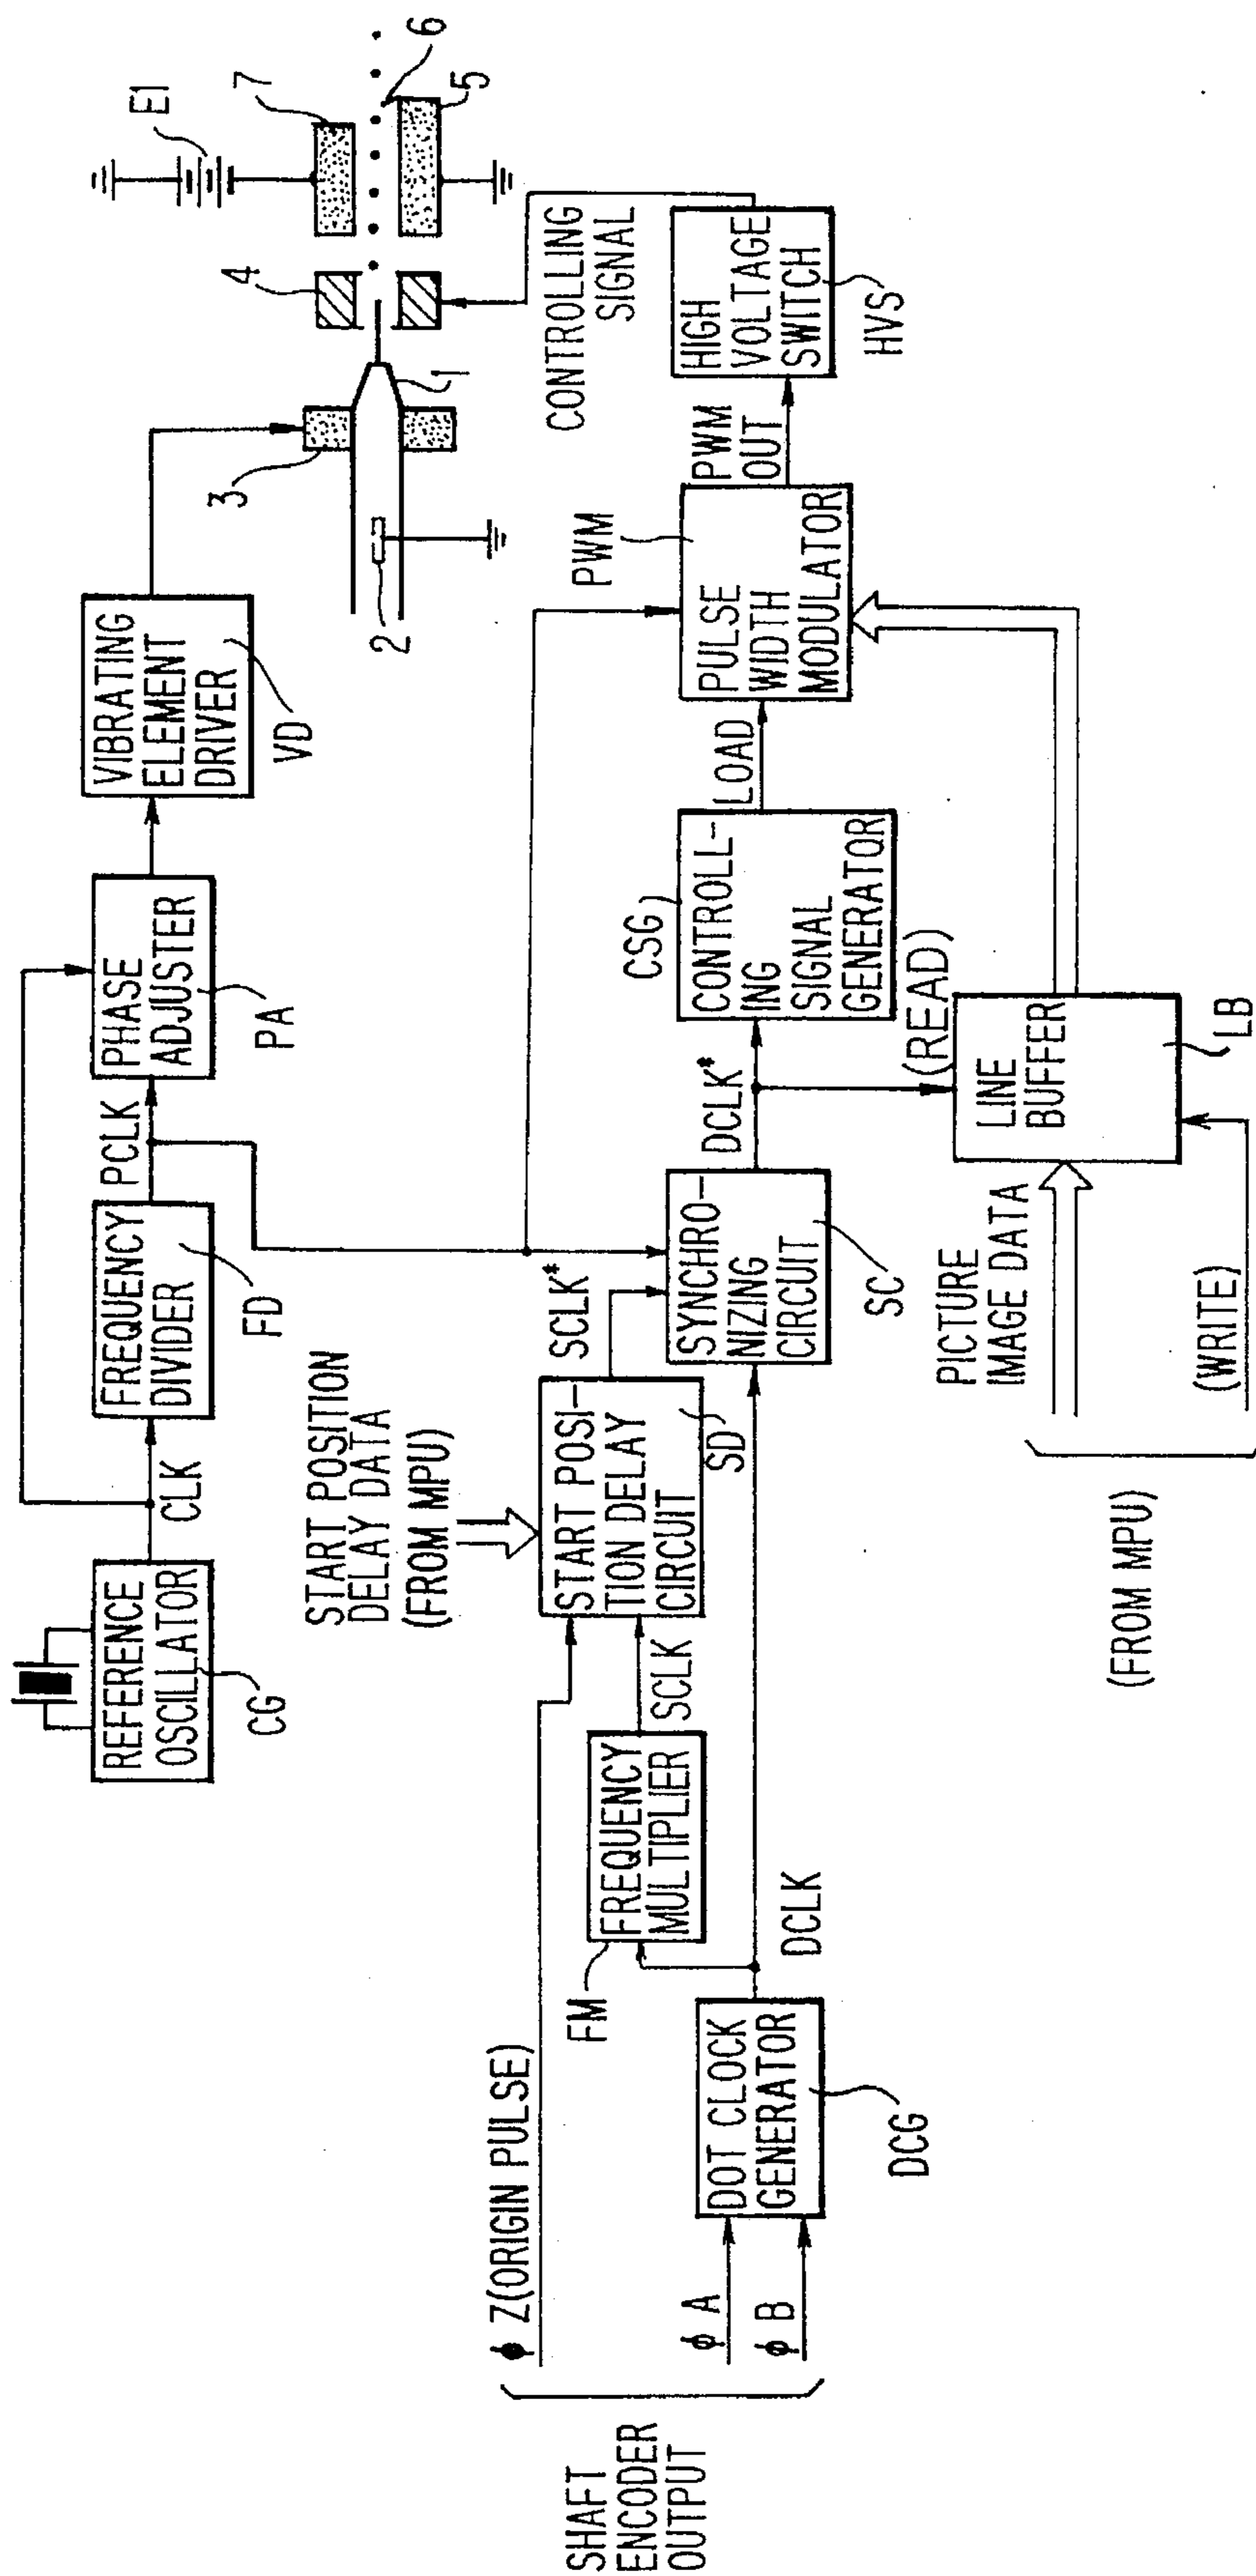 REFERENCE
OSCILLATOR
CG
CLK
FREQUENCY
DIVIDER
FD
PCLK
PHASE
ADJUSTER
PA
VIBRATING
ELEMENT
DRIVER
VD
3
2
1
4
7
E1
6
5
START POSITION
DELAY DATA
(FROM MPU)
φ Z(ORIGIN PULSE)
SHAFT
ENCODER
OUTPUT
φ A
φ B
DOT CLOCK
GENERATOR
DCG
DCLK
FM
FREQUENCY
MULTIPLIER
SCLK
START POSI-
TION DELAY
CIRCUIT
SD
SCLK*
SYNCHRO-
NIZING
CIRCUIT
SC
DCLK*
CSG
CONTROLL-
ING
SIGNAL
GENERATOR
LOAD
PWM
PULSE
WIDTH
MODULATOR
PWM
OUT
HIGH
VOLTAGE
SWITCH
HVS
CONTROLLING
SIGNAL
(READ)
LINE
BUFFER
LB
PICTURE
IMAGE DATA
(WRITE)
(FROM MPU)